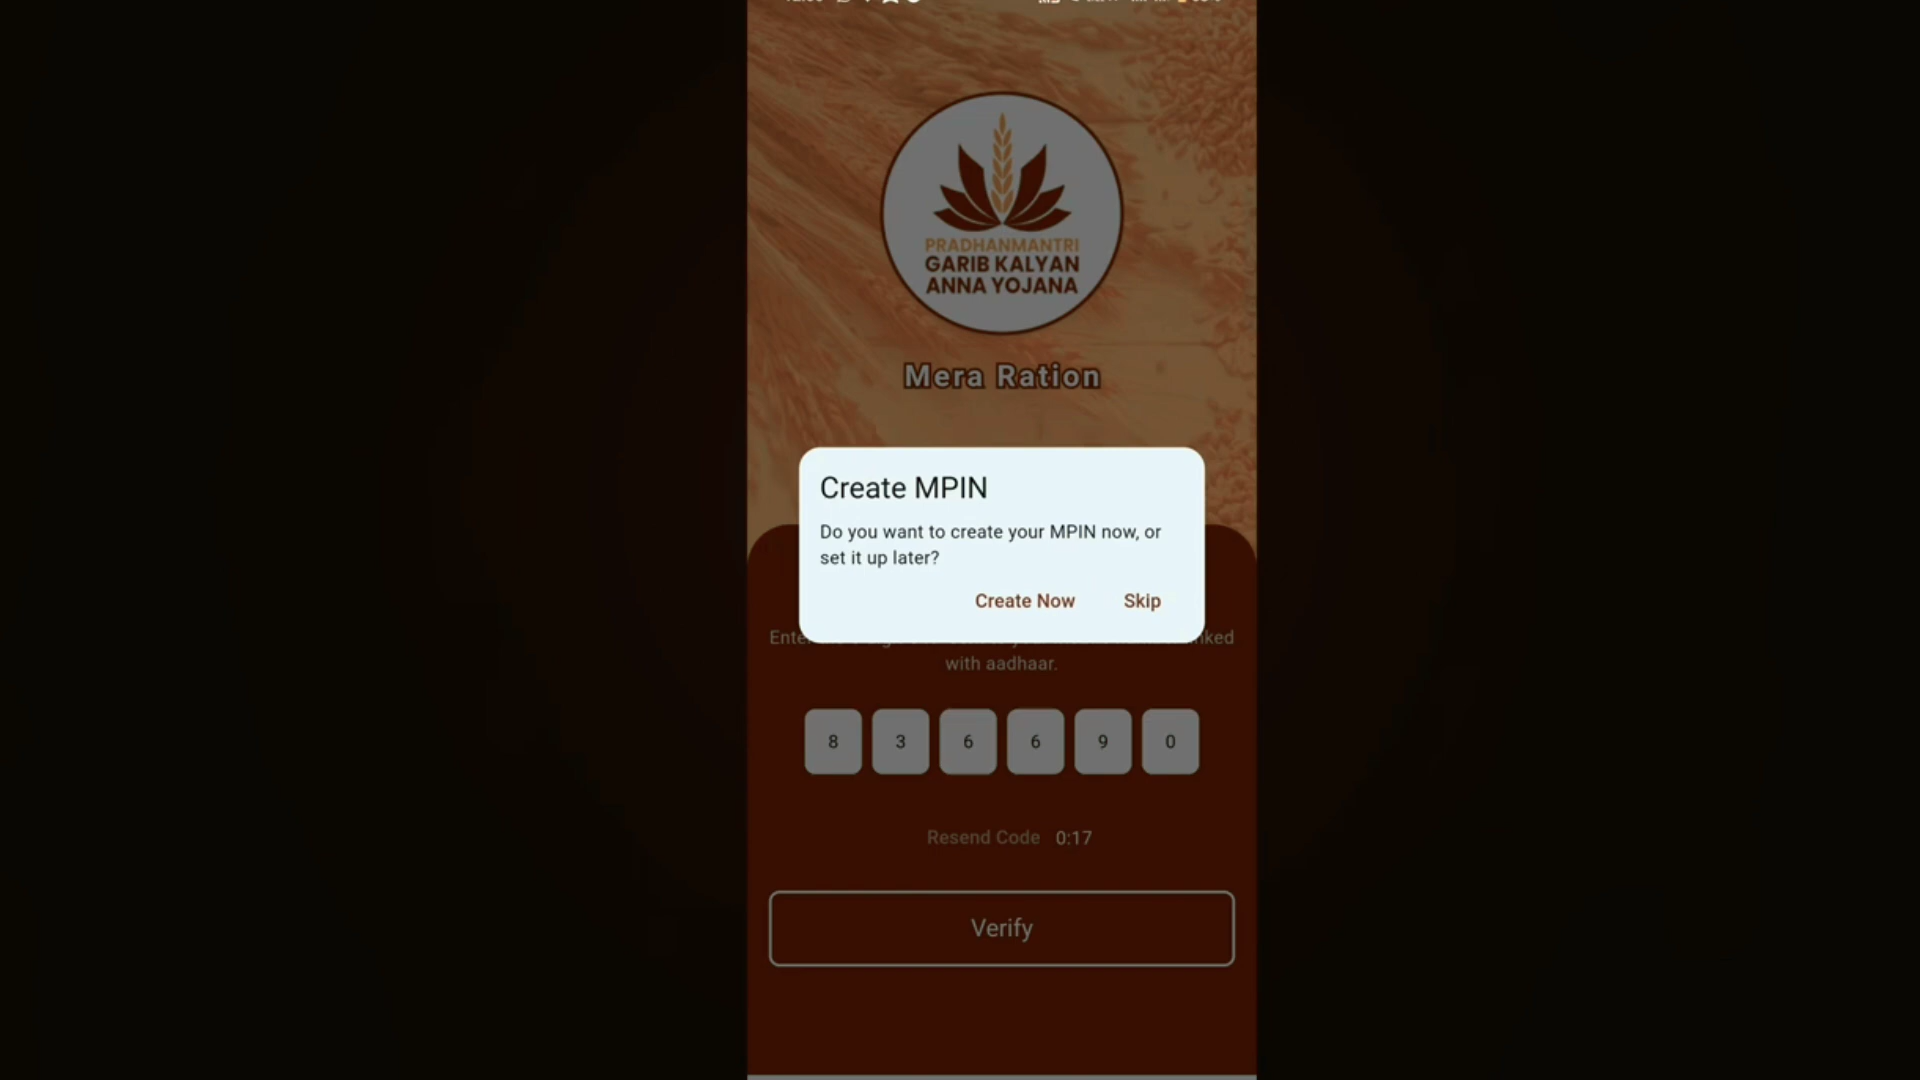 PRADHANMANTRI
GARIB KALYAN
ANNA YOJANA
Mera Ration
Create MPIN
Do you want to create your MPIN now, or
set it up later?
Create Now Skip
with aadhaar.
8 3 6 6 9 0
Resend Code 0:17
Verify